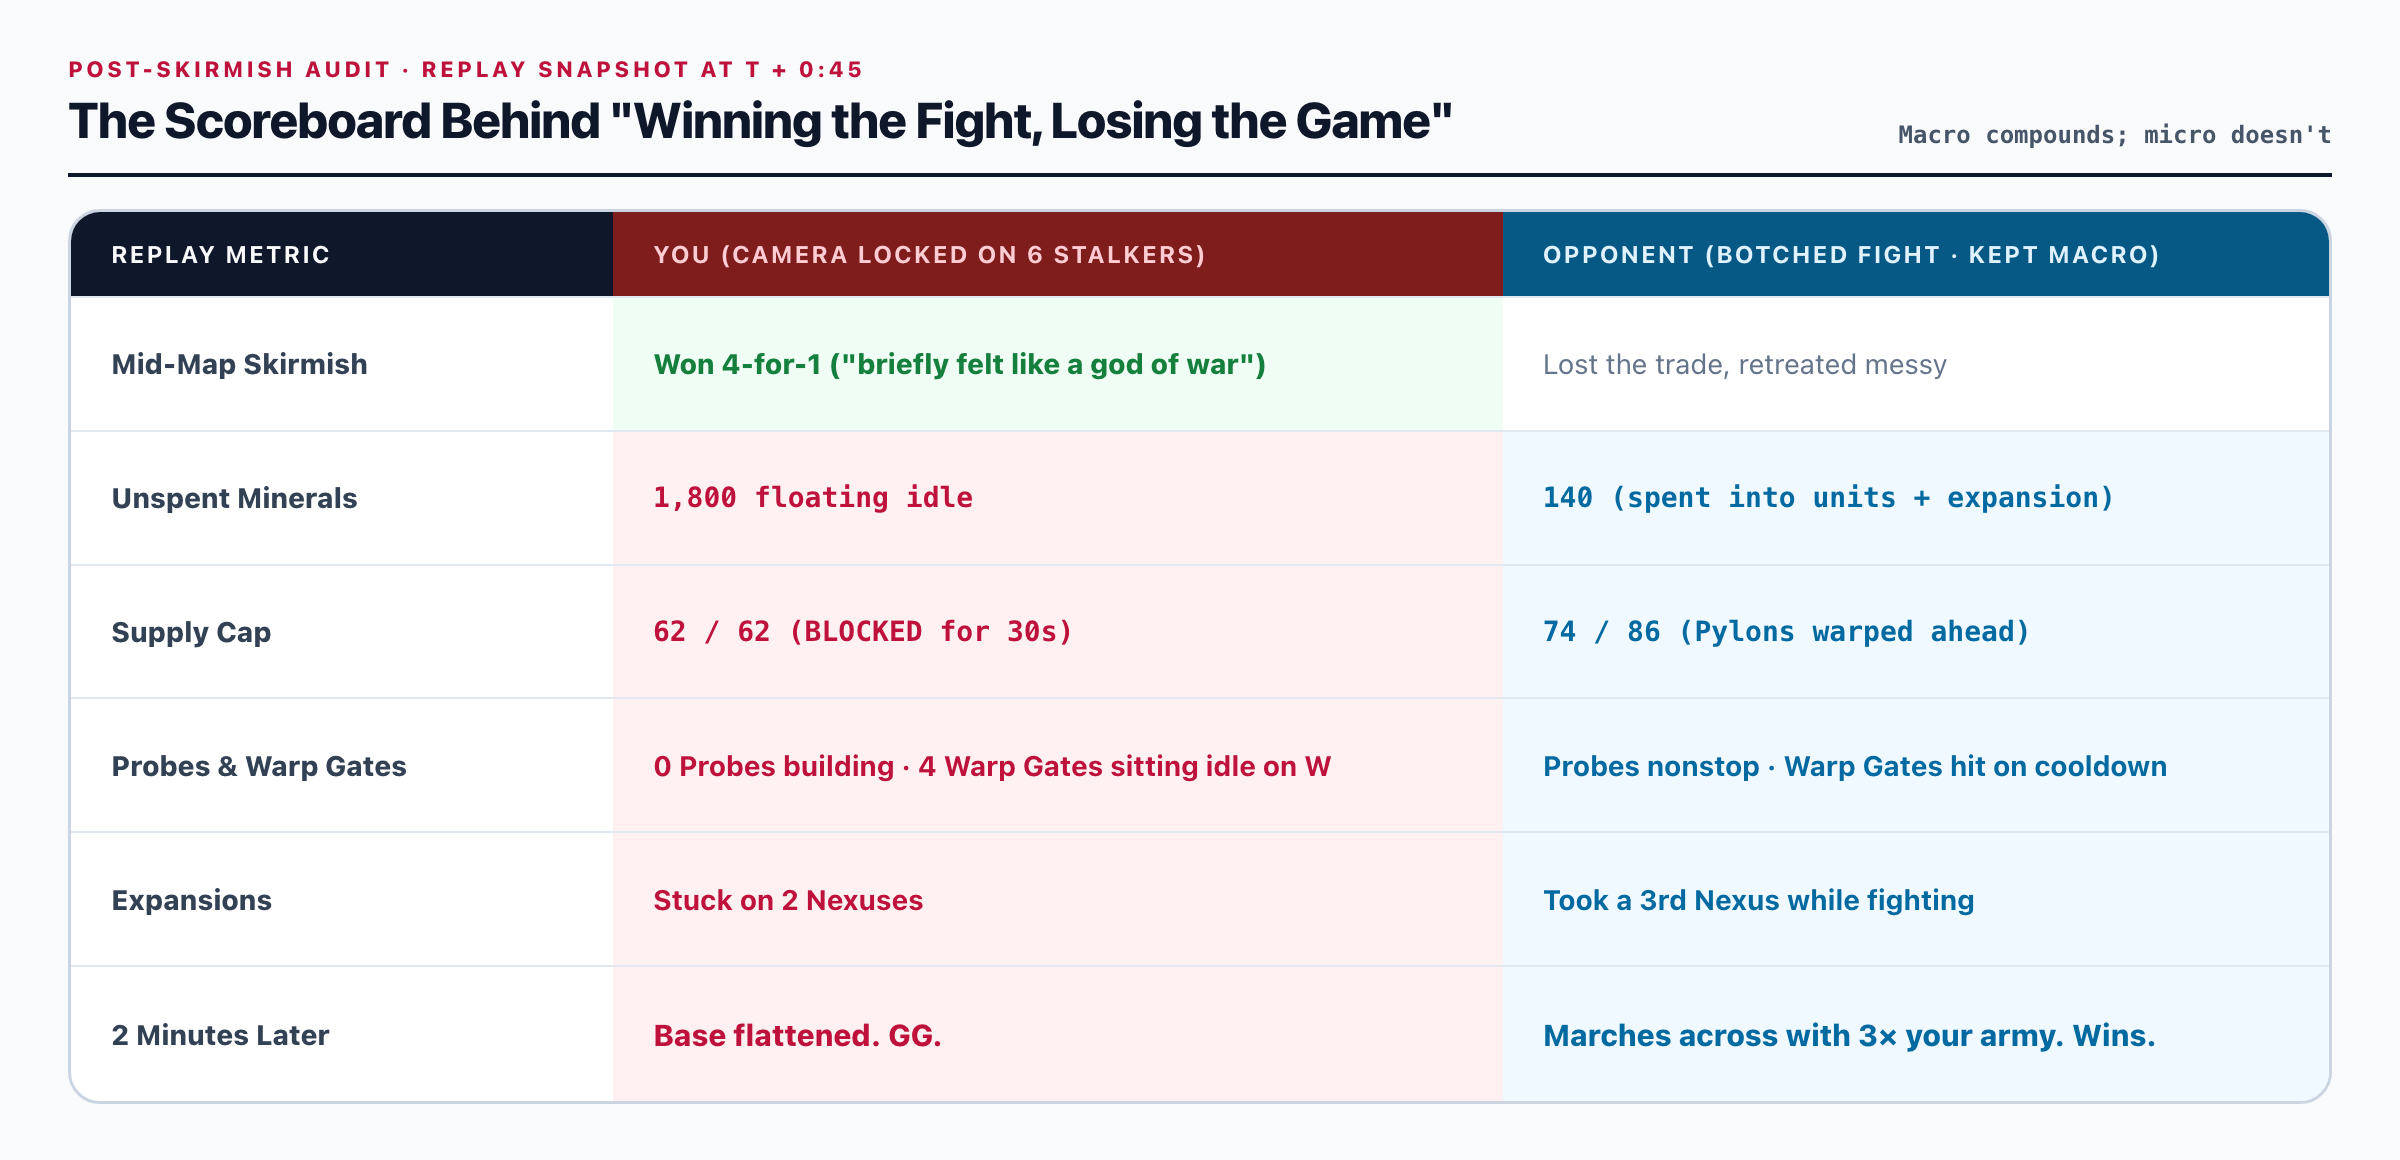 POST-SKIRMISH AUDIT · REPLAY SNAPSHOT AT T + 0:45
The Scoreboard Behind "Winning the Fight, Losing the Game"
Macro compounds; micro doesn't
REPLAY METRIC
YOU (CAMERA LOCKED ON 6 STALKERS)
OPPONENT (BOTCHED FIGHT · KEPT MACRO)
Mid-Map Skirmish
Won 4-for-1 ("briefly felt like a god of war")
Lost the trade, retreated messy
Unspent Minerals
1,800 floating idle
140 (spent into units + expansion)
Supply Cap
62 / 62 (BLOCKED for 30s)
74 / 86 (Pylons warped ahead)
Probes & Warp Gates
0 Probes building · 4 Warp Gates sitting idle on W
Probes nonstop · Warp Gates hit on cooldown
Expansions
Stuck on 2 Nexuses
Took a 3rd Nexus while fighting
2 Minutes Later
Base flattened. GG.
Marches across with 3× your army. Wins.